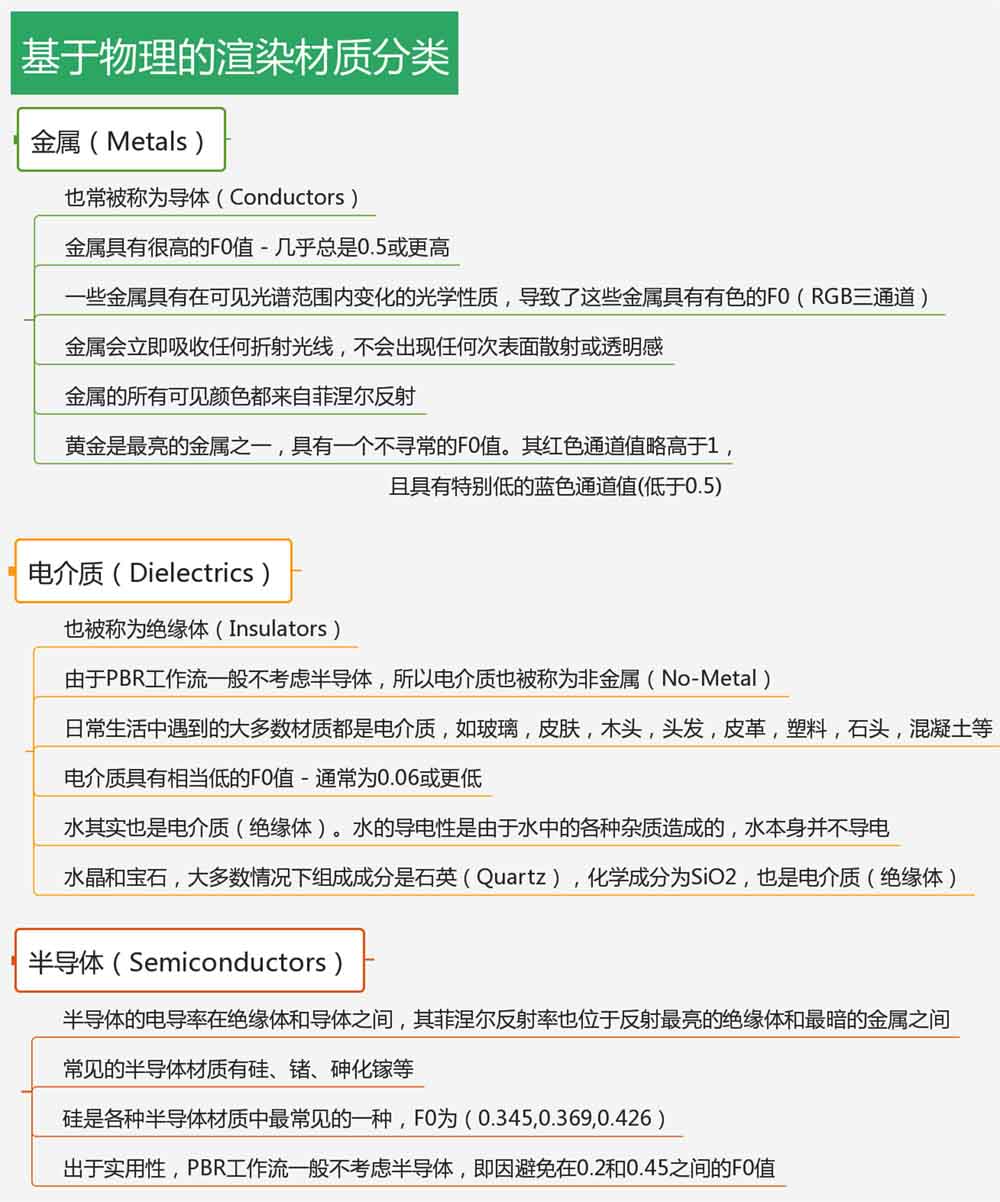 基于物理的渲染材质分类
金属（Metals）
也常被称为导体（Conductors）
金属具有很高的F0值 - 几乎总是0.5或更高
一些金属具有在可见光谱范围内变化的光学性质，导致了这些金属具有有色的F0（RGB三通道）
金属会立即吸收任何折射光线，不会出现任何次表面散射或透明感
金属的所有可见颜色都来自菲涅尔反射
黄金是最亮的金属之一，具有一个不寻常的F0值。其红色通道值略高于1，
且具有特别低的蓝色通道值(低于0.5)
电介质（Dielectrics）
也被称为绝缘体（Insulators）
由于PBR工作流一般不考虑半导体，所以电介质也被称为非金属（No-Metal）
日常生活中遇到的大多数材质都是电介质，如玻璃，皮肤，木头，头发，皮革，塑料，石头，混凝土等
电介质具有相当低的F0值 - 通常为0.06或更低
水其实也是电介质（绝缘体）。水的导电性是由于水中的各种杂质造成的，水本身并不导电
水晶和宝石，大多数情况下组成成分是石英（Quartz），化学成分为SiO2，也是电介质（绝缘体）
半导体（Semiconductors）
半导体的电导率在绝缘体和导体之间，其菲涅尔反射率也位于反射最亮的绝缘体和最暗的金属之间
常见的半导体材质有硅、锗、砷化镓等
硅是各种半导体材质中最常见的一种，F0为（0.345,0.369,0.426）
出于实用性，PBR工作流一般不考虑半导体，即因避免在0.2和0.45之间的F0值